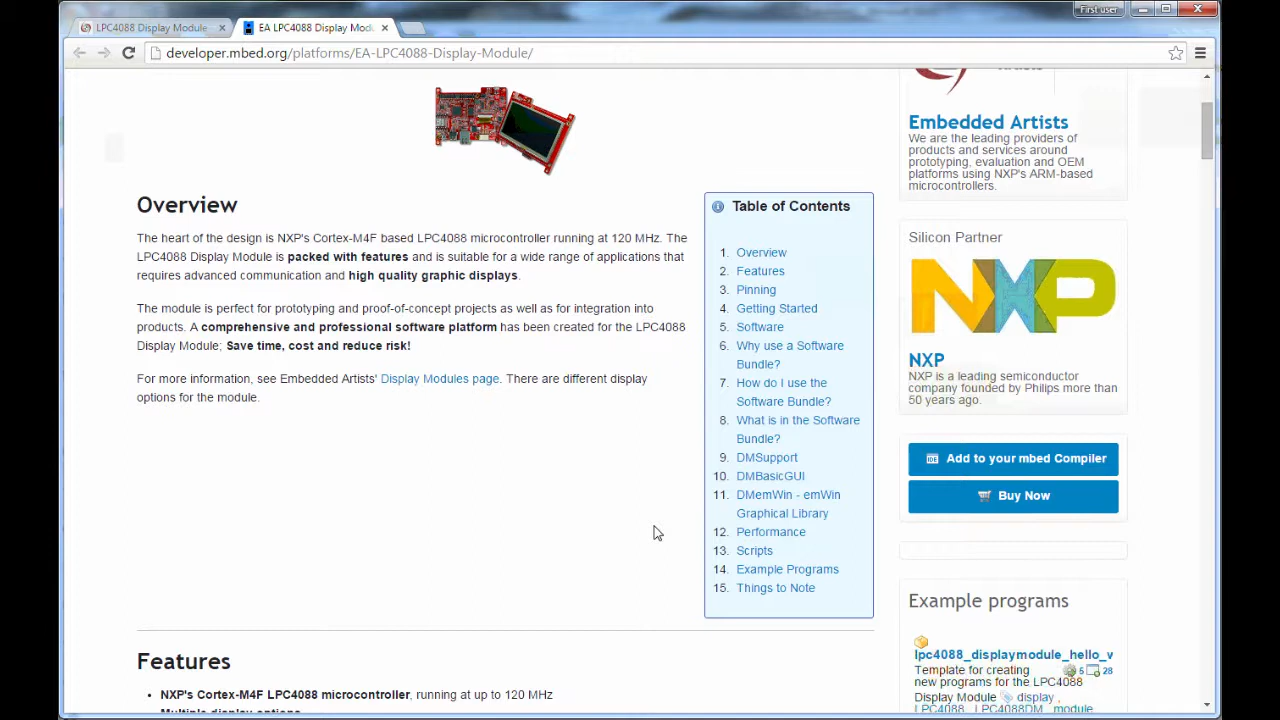 First user
LPC4088 Display Module
EA LPC4088 Display Mod
developer.mbed.org/platforms/EA-LPC4088-Display-Module/
Overview
The heart of the design is NXP's Cortex-M4F based LPC4088 microcontroller running at 120 MHz. The
LPC4088 Display Module is packed with features and is suitable for a wide range of applications that
requires advanced communication and high quality graphic displays.
The module is perfect for prototyping and proof-of-concept projects as well as for integration into
products. A comprehensive and professional software platform has been created for the LPC4088
Display Module; Save time, cost and reduce risk!
For more information, see Embedded Artists' Display Modules page. There are different display
options for the module.
Table of Contents
1. Overview
2. Features
3. Pinning
4. Getting Started
5. Software
6. Why use a Software
Bundle?
7. How do I use the
Software Bundle?
8. What is in the Software
Bundle?
9. DMSupport
10. DMBasicGUI
11. DMemWin - emWin
Graphical Library
12. Performance
13. Scripts
14. Example Programs
15. Things to Note
Features
• NXP's Cortex-M4F LPC4088 microcontroller, running at up to 120 MHz
• Multiple display options
Embedded Artists
We are the leading providers of
products and services around
prototyping, evaluation and OEM
platforms using NXP's ARM-based
microcontrollers.
Silicon Partner
NXP
NXP
NXP is a leading semiconductor
company founded by Philips more than
50 years ago.
IDE Add to your mbed Compiler
Buy Now
Example programs
lpc4088_displaymodule_hello_w
Template for creating 5 28
new programs for the LPC4088
Display Module display ,
LPC4088 , LPC4088DM , module